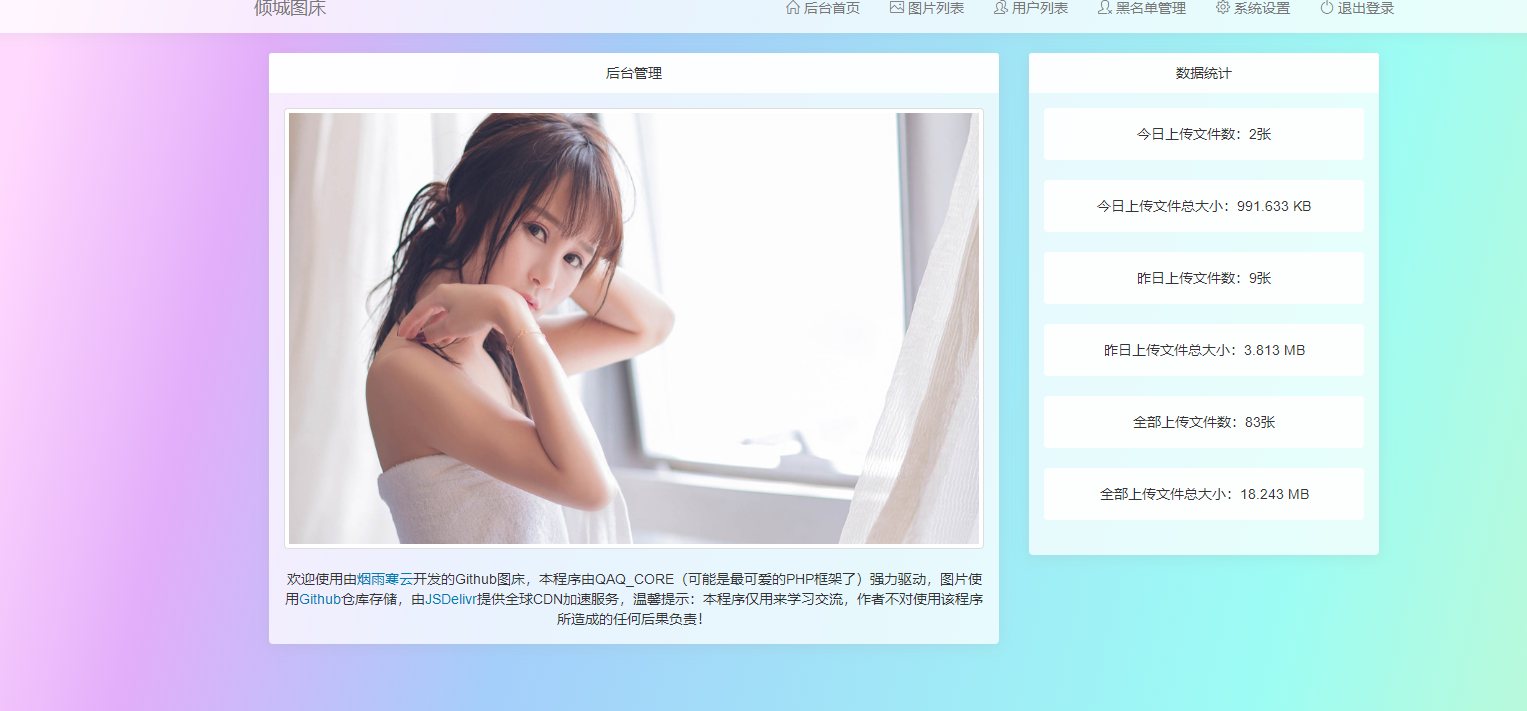 倾城图床
后台首页
图片列表
用户列表
黑名单管理
系统设置
退出登录
后台管理
欢迎使用由烟雨寒云开发的Github图床，本程序由QAQ_CORE（可能是最可爱的PHP框架了）强力驱动，图片使
用Github仓库存储，由JSDelivr提供全球CDN加速服务，温馨提示：本程序仅用来学习交流，作者不对使用该程序
所造成的任何后果负责！
数据统计
今日上传文件数：2张
今日上传文件总大小：991.633 KB
昨日上传文件数：9张
昨日上传文件总大小：3.813 MB
全部上传文件数：83张
全部上传文件总大小：18.243 MB